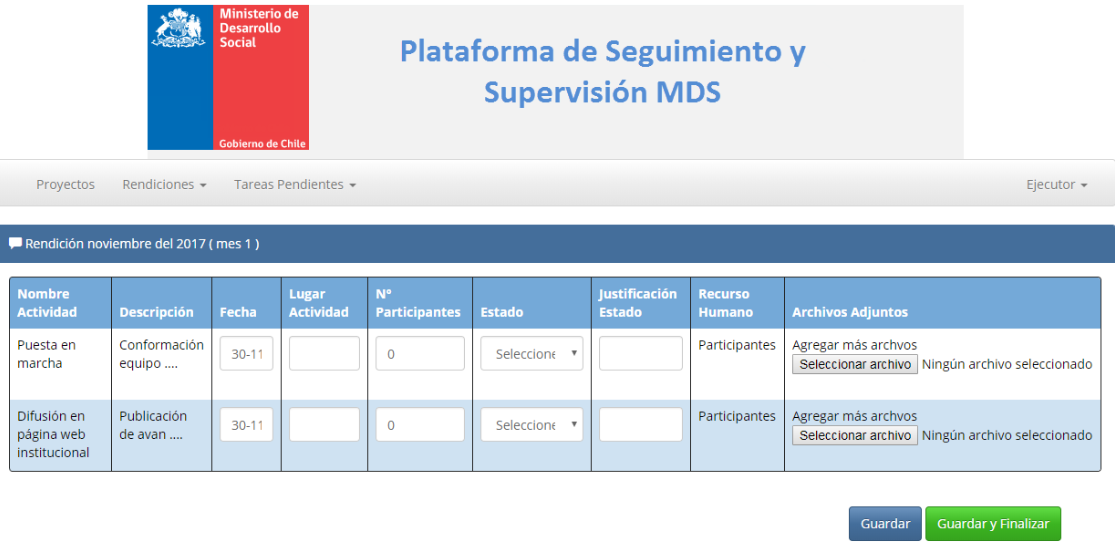 Ministerio de
Desarrollo
Social
Gobierno de Chile
Plataforma de Seguimiento y
Supervisión MDS
Proyectos Rendiciones Tareas Pendientes Ejecutor
Rendición noviembre del 2017 ( mes 1 )
Nombre Actividad Descripción Fecha Lugar Actividad N° Participantes Estado Justificación Estado Recurso Humano Archivos Adjuntos
Puesta en marcha Conformación equipo .... 30-11 0 Seleccione Participantes Agregar más archvos
Seleccionar archivo Ningún archivo seleccionado
Difusión en página web institucional Publicación de avan .... 30-11 0 Seleccione Participantes Agregar más archvos
Seleccionar archivo Ningún archivo seleccionado
Guardar Guardar y Finalizar